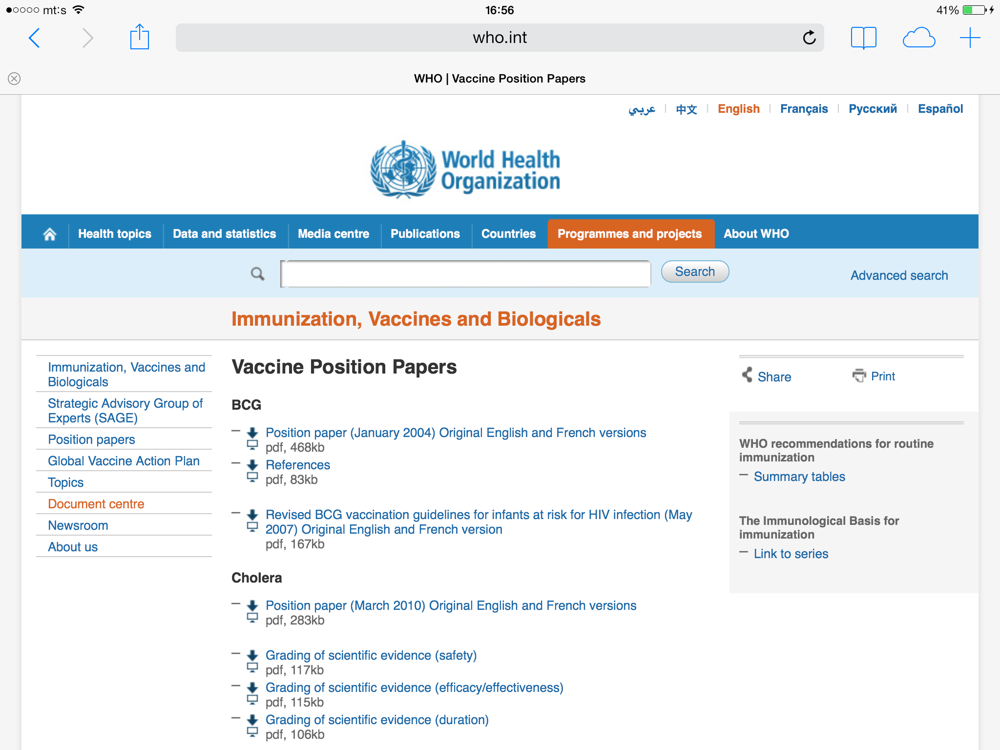 mt:s 16:56 41%
who.int
WHO | Vaccine Position Papers
عربي 中文 English Français Русский Español
World Health
Organization
Health topics Data and statistics Media centre Publications Countries Programmes and projects About WHO
Search Advanced search
Immunization, Vaccines and Biologicals
Immunization, Vaccines and
Biologicals
Strategic Advisory Group of
Experts (SAGE)
Position papers
Global Vaccine Action Plan
Topics
Document centre
Newsroom
About us
Vaccine Position Papers
BCG
Position paper (January 2004) Original English and French versions
pdf, 468kb
References
pdf, 83kb
Revised BCG vaccination guidelines for infants at risk for HIV infection (May
2007) Original English and French version
pdf, 167kb
Cholera
Position paper (March 2010) Original English and French versions
pdf, 283kb
Grading of scientific evidence (safety)
pdf, 117kb
Grading of scientific evidence (efficacy/effectiveness)
pdf, 115kb
Grading of scientific evidence (duration)
pdf, 106kb
Share Print
WHO recommendations for routine
immunization
Summary tables
The Immunological Basis for
immunization
Link to series